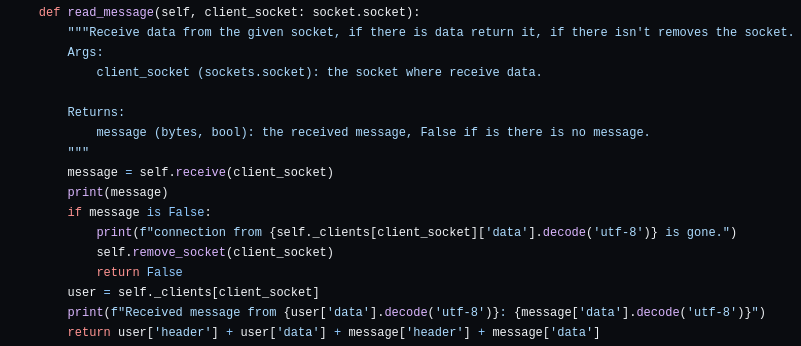 def read_message(self, client_socket: socket.socket):
    """Receive data from the given socket, if there is data return it, if there isn't removes the socket.
    Args:
        client_socket (sockets.socket): the socket where receive data.

    Returns:
        message (bytes, bool): the received message, False if is there is no message.
    """
    message = self.receive(client_socket)
    print(message)
    if message is False:
        print(f"connection from {self._clients[client_socket]['data'].decode('utf-8')} is gone.")
        self.remove_socket(client_socket)
        return False
    user = self._clients[client_socket]
    print(f"Received message from {user['data'].decode('utf-8')}: {message['data'].decode('utf-8')}")
    return user['header'] + user['data'] + message['header'] + message['data']